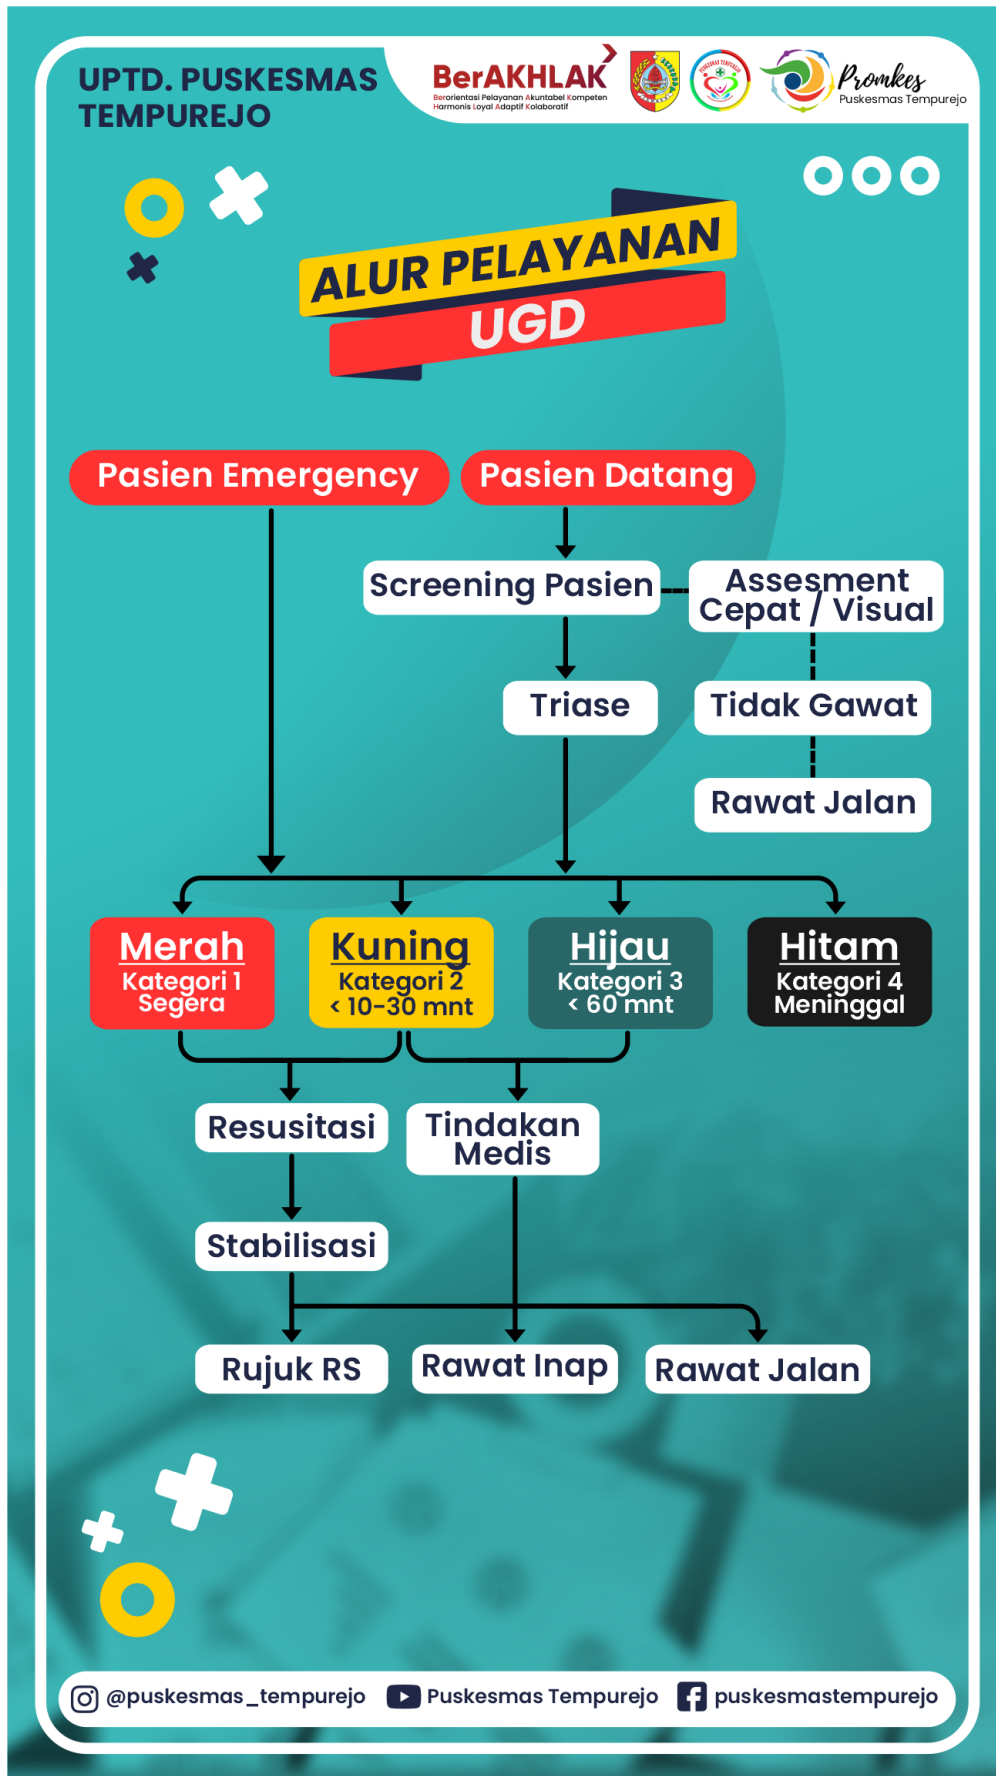 UPTD. PUSKESMAS
TEMPUREJO
BerAKHLAK
Berorientasi Pelayanan Akuntabel Kompeten
Harmonis Loyal Adaptif Kolaboratif
PUSKESMAS TEMPUREJO
Promkes
Puskesmas Tempurejo
ALUR PELAYANAN
UGD
Pasien Emergency
Pasien Datang
Screening Pasien
Assesment
Cepat / Visual
Triase
Tidak Gawat
Rawat Jalan
Merah
Kategori 1
Segera
Kuning
Kategori 2
< 10-30 mnt
Hijau
Kategori 3
< 60 mnt
Hitam
Kategori 4
Meninggal
Resusitasi
Tindakan
Medis
Stabilisasi
Rujuk RS
Rawat Inap
Rawat Jalan
@puskesmas_tempurejo
Puskesmas Tempurejo
puskesmastempurejo